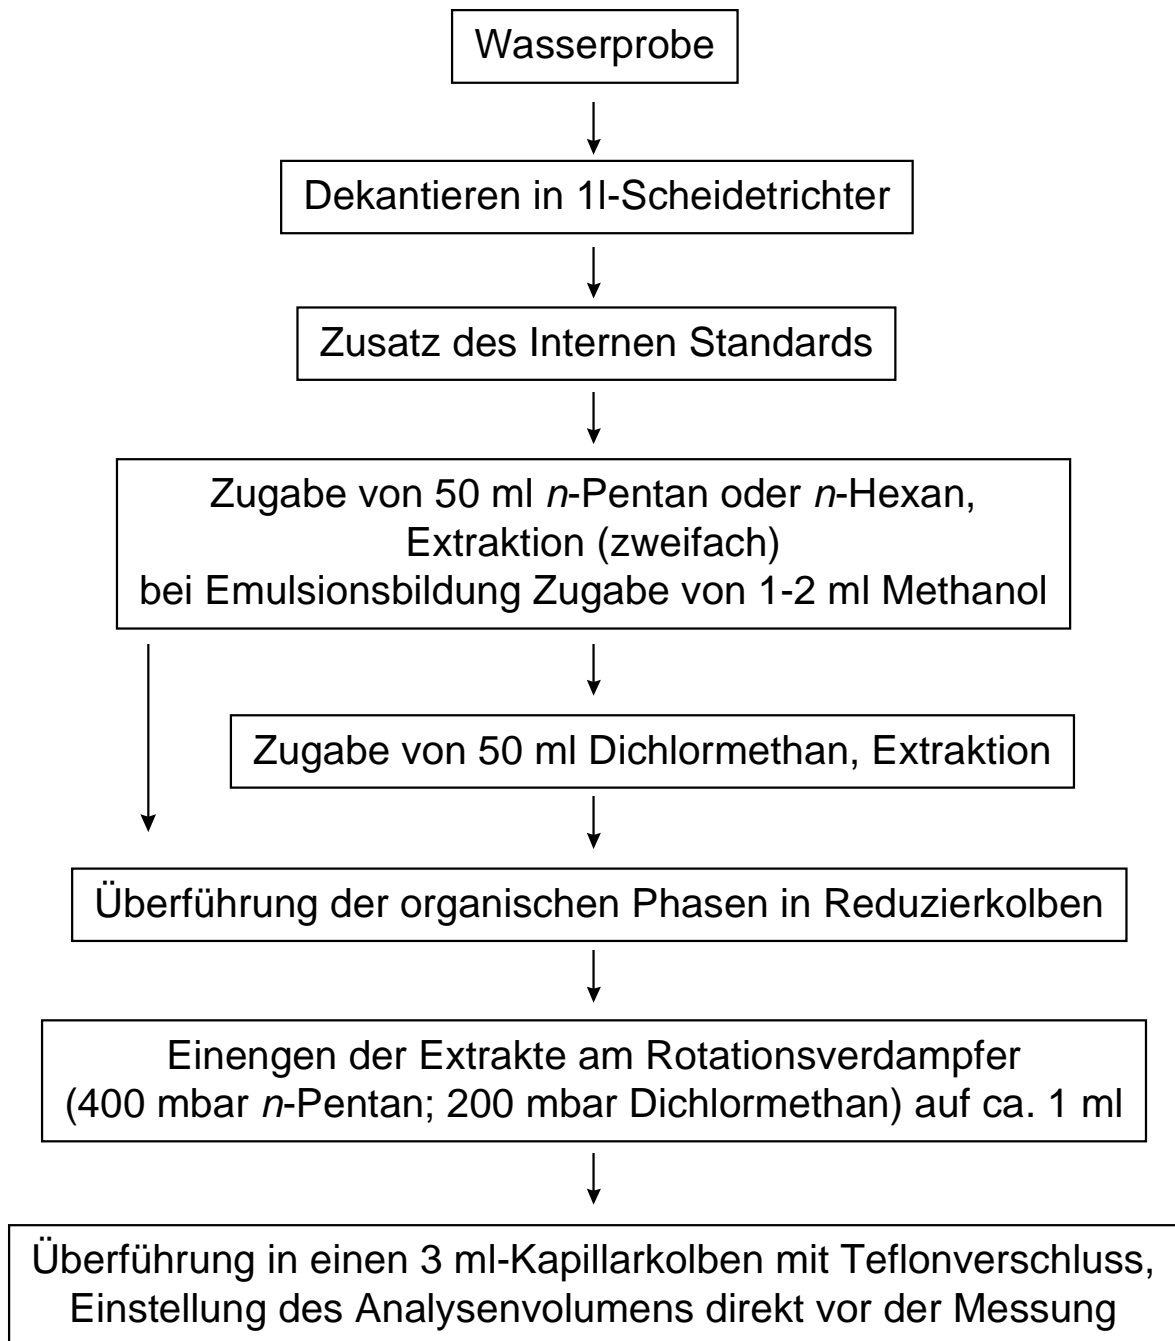 Wasserprobe
Dekantieren in 1l-Scheidetrichter
Zusatz des Internen Standards
Zugabe von 50 ml n-Pentan oder n-Hexan,
Extraktion (zweifach)
bei Emulsionsbildung Zugabe von 1-2 ml Methanol
Zugabe von 50 ml Dichlormethan, Extraktion
Überführung der organischen Phasen in Reduzierkolben
Einengen der Extrakte am Rotationsverdampfer
(400 mbar n-Pentan; 200 mbar Dichlormethan) auf ca. 1 ml
Überführung in einen 3 ml-Kapillarkolben mit Teflonverschluss,
Einstellung des Analysenvolumens direkt vor der Messung